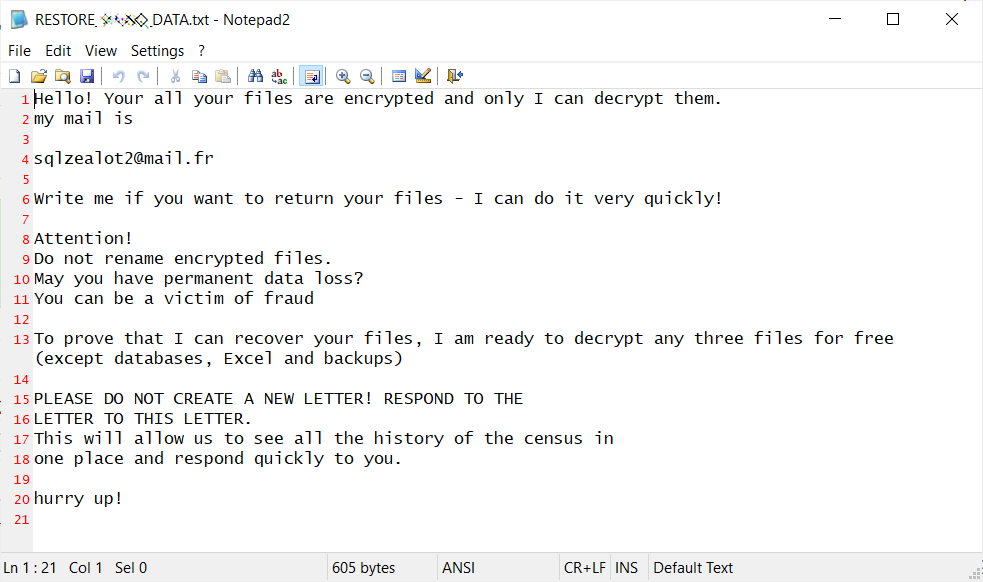 RESTORE_ _DATA.txt - Notepad2
File Edit View Settings ?
1 Hello! Your all your files are encrypted and only I can decrypt them.
2 my mail is
3
4 sqlzealot2@mail.fr
5
6 Write me if you want to return your files - I can do it very quickly!
7
8 Attention!
9 Do not rename encrypted files.
10 May you have permanent data loss?
11 You can be a victim of fraud
12
13 To prove that I can recover your files, I am ready to decrypt any three files for free
(except databases, Excel and backups)
14
15 PLEASE DO NOT CREATE A NEW LETTER! RESPOND TO THE
16 LETTER TO THIS LETTER.
17 This will allow us to see all the history of the census in
18 one place and respond quickly to you.
19
20 hurry up!
21
Ln 1 : 21 Col 1 Sel 0 605 bytes ANSI CR+LF INS Default Text